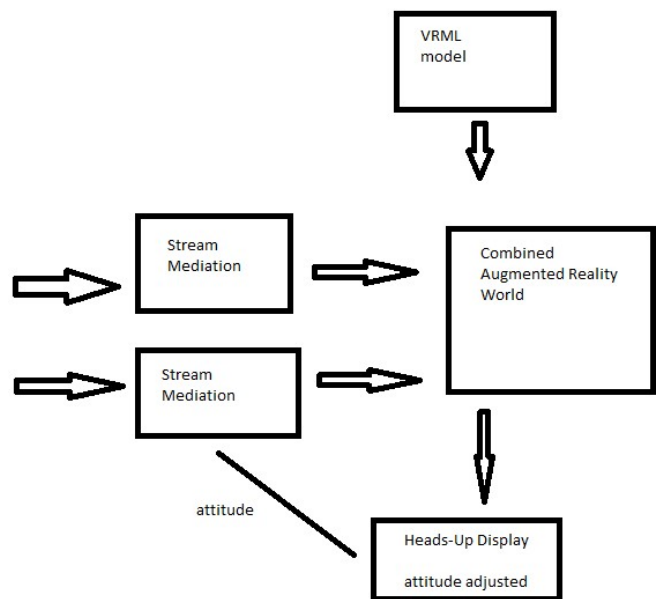 VRML
model
Stream
Mediation
Combined
Augmented Reality
World
Stream
Mediation
attitude
Heads-Up Display
attitude adjusted